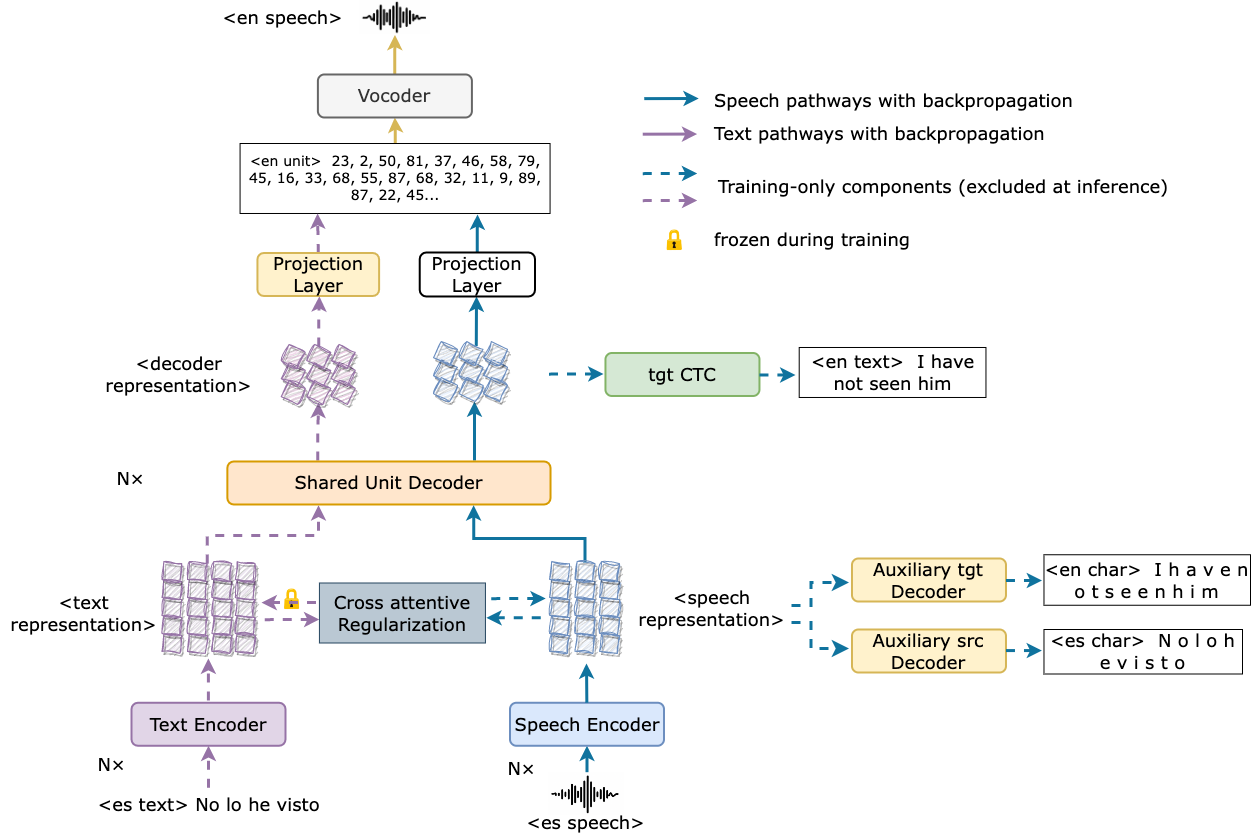 <en speech>
Vocoder
<en unit> 23, 2, 50, 81, 37, 46, 58, 79,
45, 16, 33, 68, 55, 87, 68, 32, 11, 9, 89,
87, 22, 45...
Speech pathways with backpropagation
Text pathways with backpropagation
Training-only components (excluded at inference)
frozen during training
Projection
Layer
Projection
Layer
<decoder
representation>
tgt CTC
<en text> I have
not seen him
N×
Shared Unit Decoder
<text
representation>
Cross attentive
Regularization
<speech
representation>
Auxiliary tgt
Decoder
<en char> I h a v e n
o t s e e n h i m
Auxiliary src
Decoder
<es char> N o l o h
e v i s t o
Text Encoder
Speech Encoder
N×
N×
<es text> No lo he visto
<es speech>